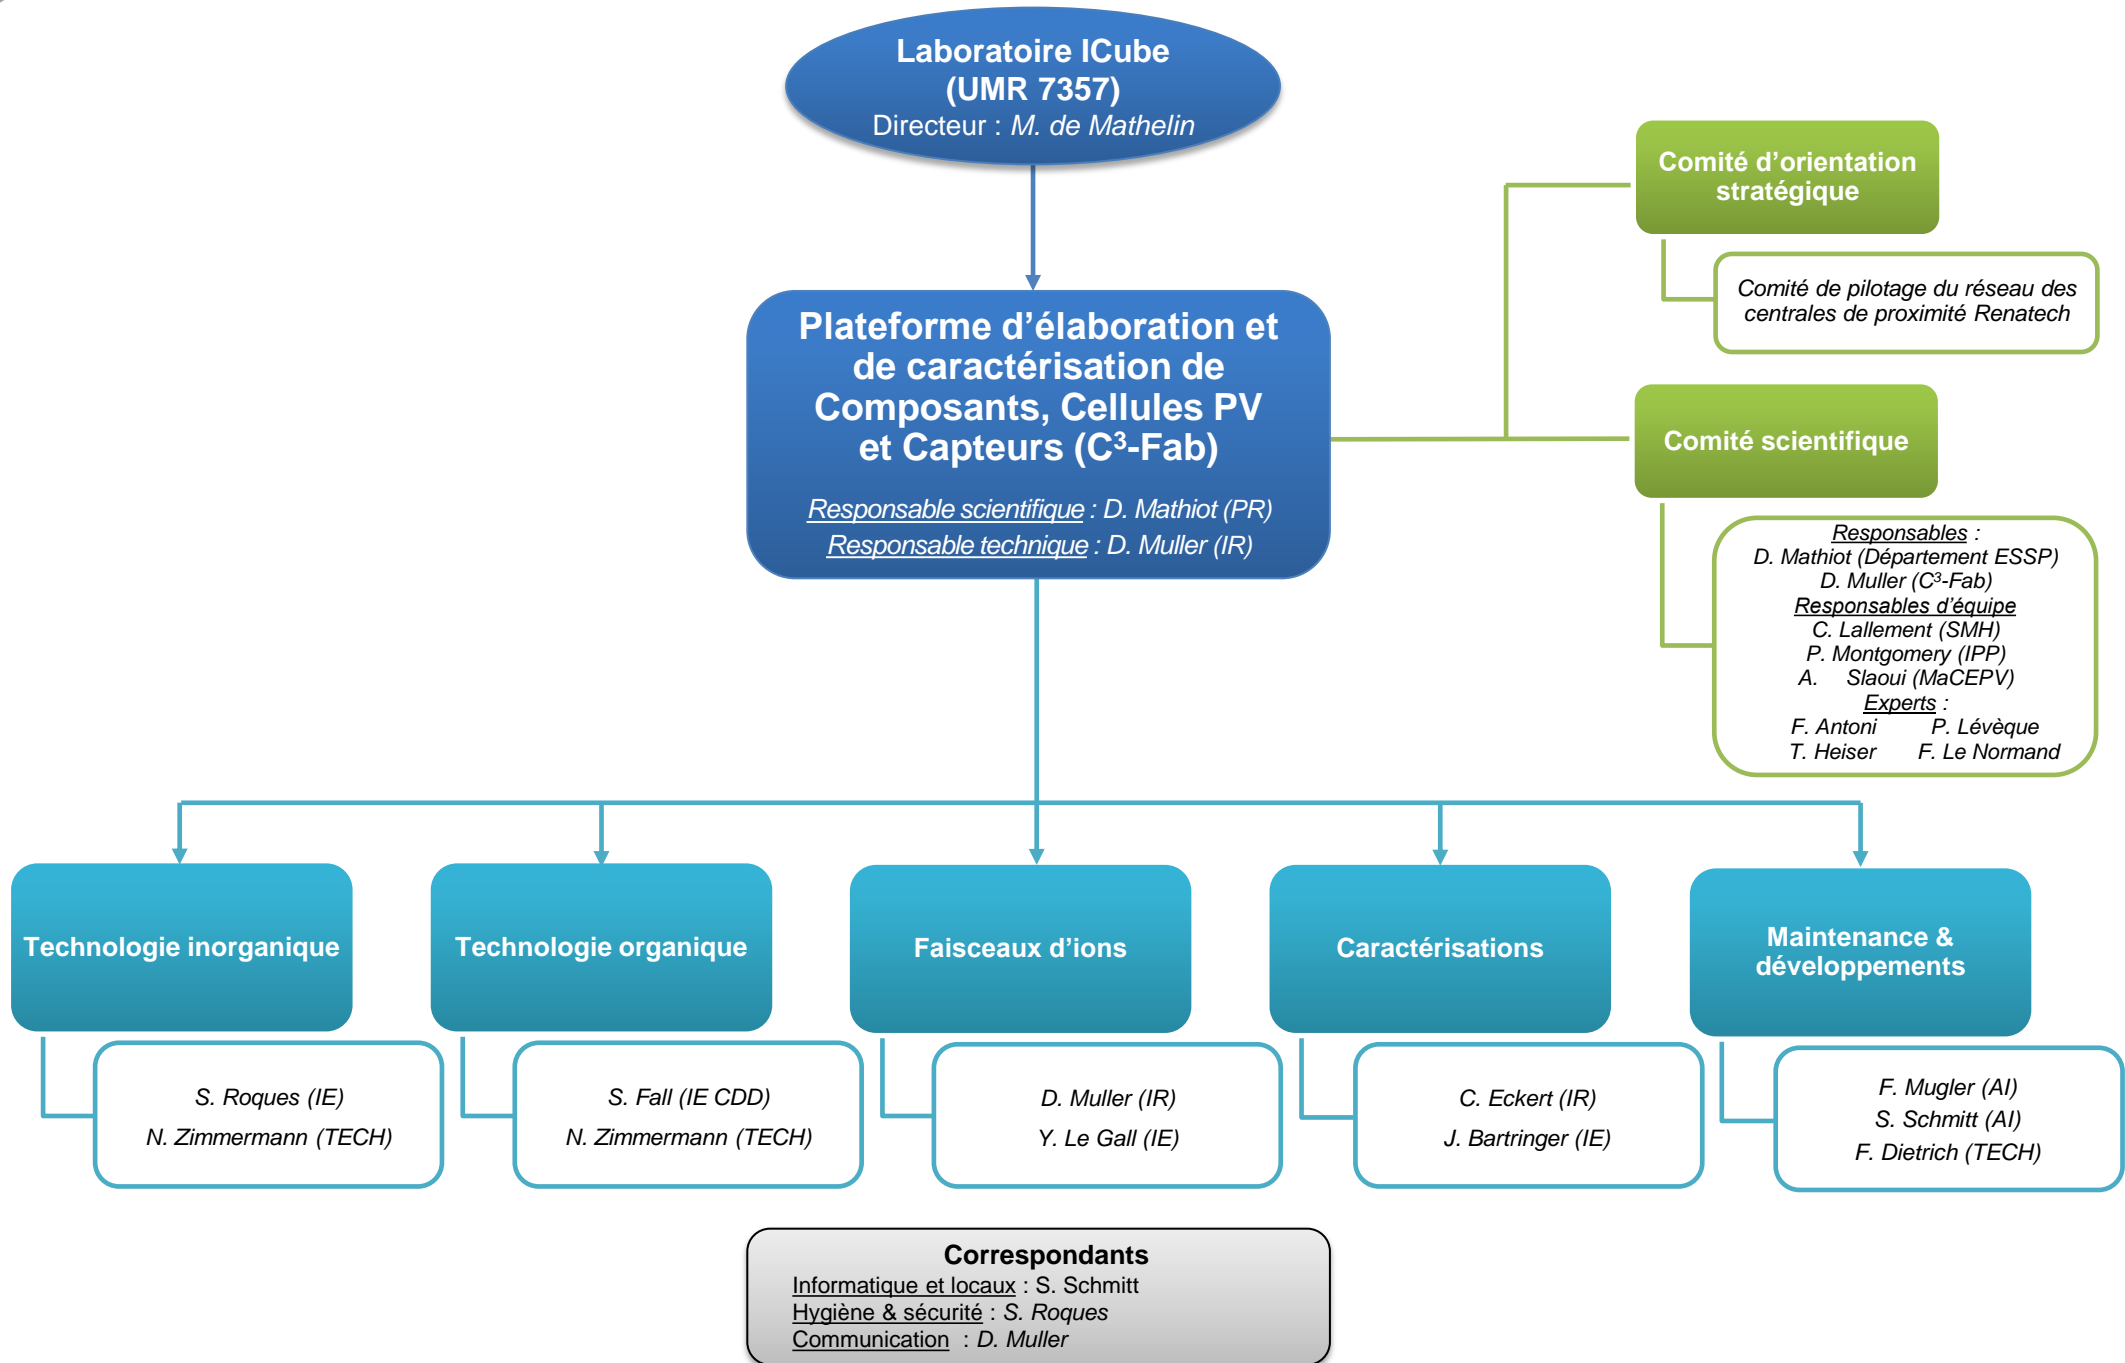 Laboratoire ICube
(UMR 7357)
Directeur : M. de Mathelin
Comité d’orientation
stratégique
Comité de pilotage du réseau des
centrales de proximité Renatech
Plateforme d’élaboration et
de caractérisation de
Composants, Cellules PV
et Capteurs (C³-Fab)
Responsable scientifique : D. Mathiot (PR)
Responsable technique : D. Muller (IR)
Comité scientifique
Responsables :
D. Mathiot (Département ESSP)
D. Muller (C³-Fab)
Responsables d’équipe
C. Lallement (SMH)
P. Montgomery (IPP)
A. Slaoui (MaCEPV)
Experts :
F. Antoni P. Lévèque
T. Heiser F. Le Normand
Technologie inorganique
S. Roques (IE)
N. Zimmermann (TECH)
Technologie organique
S. Fall (IE CDD)
N. Zimmermann (TECH)
Faisceaux d’ions
D. Muller (IR)
Y. Le Gall (IE)
Caractérisations
C. Eckert (IR)
J. Bartringer (IE)
Maintenance &
développements
F. Mugler (AI)
S. Schmitt (AI)
F. Dietrich (TECH)
Correspondants
Informatique et locaux : S. Schmitt
Hygiène & sécurité : S. Roques
Communication : D. Muller